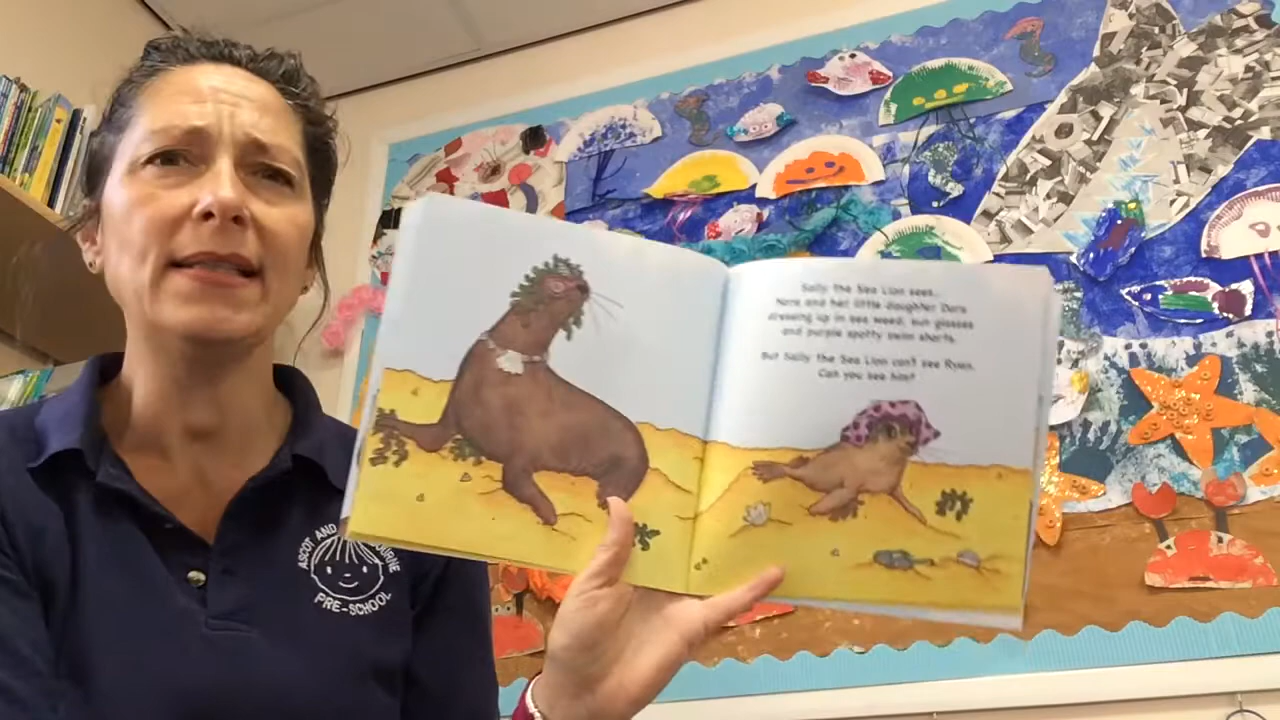 Sally the Sea Lion sees...
Nora and her little daughter Dora
dressing up in sea weed, sun glasses
and purple spotty swim shorts.
But Sally the Sea Lion can't see Ryan.
Can you see him?
ASCOT AND
PRE-SCHOOL